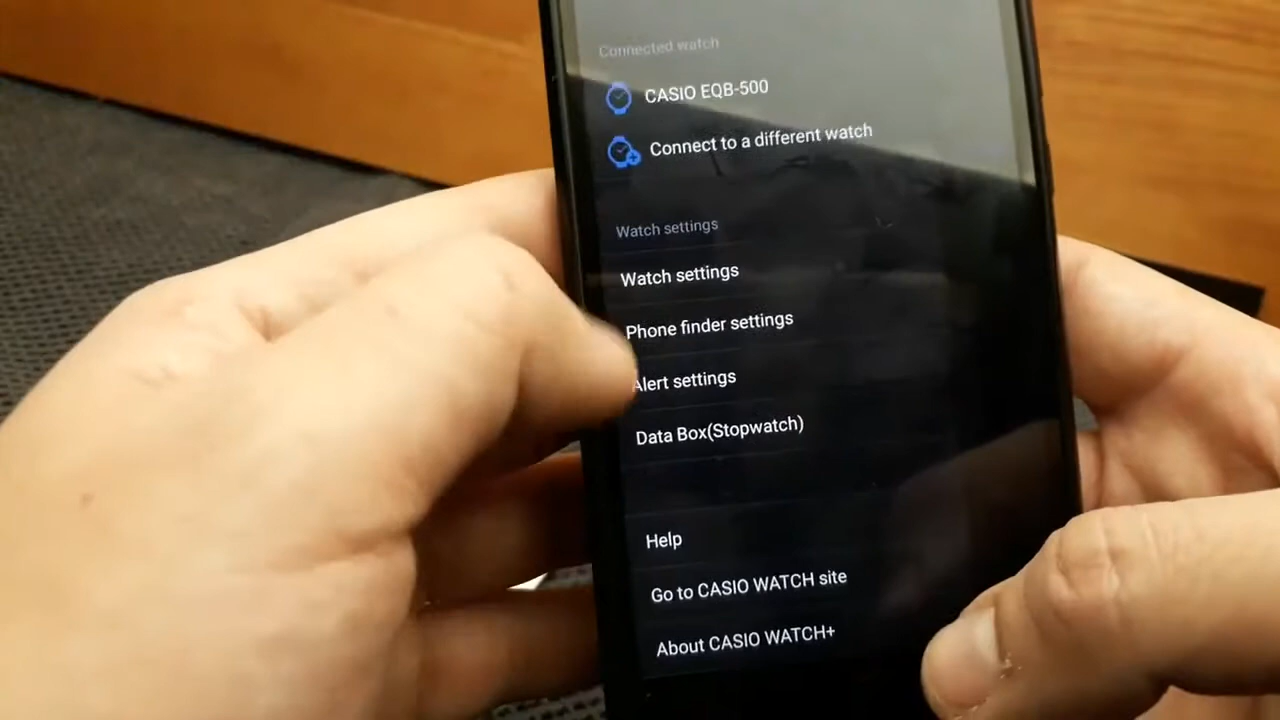 Connected watch
CASIO EQB-500
Connect to a different watch
Watch settings
Watch settings
Phone finder settings
Alert settings
Data Box(Stopwatch)
Help
Go to CASIO WATCH site
About CASIO WATCH+